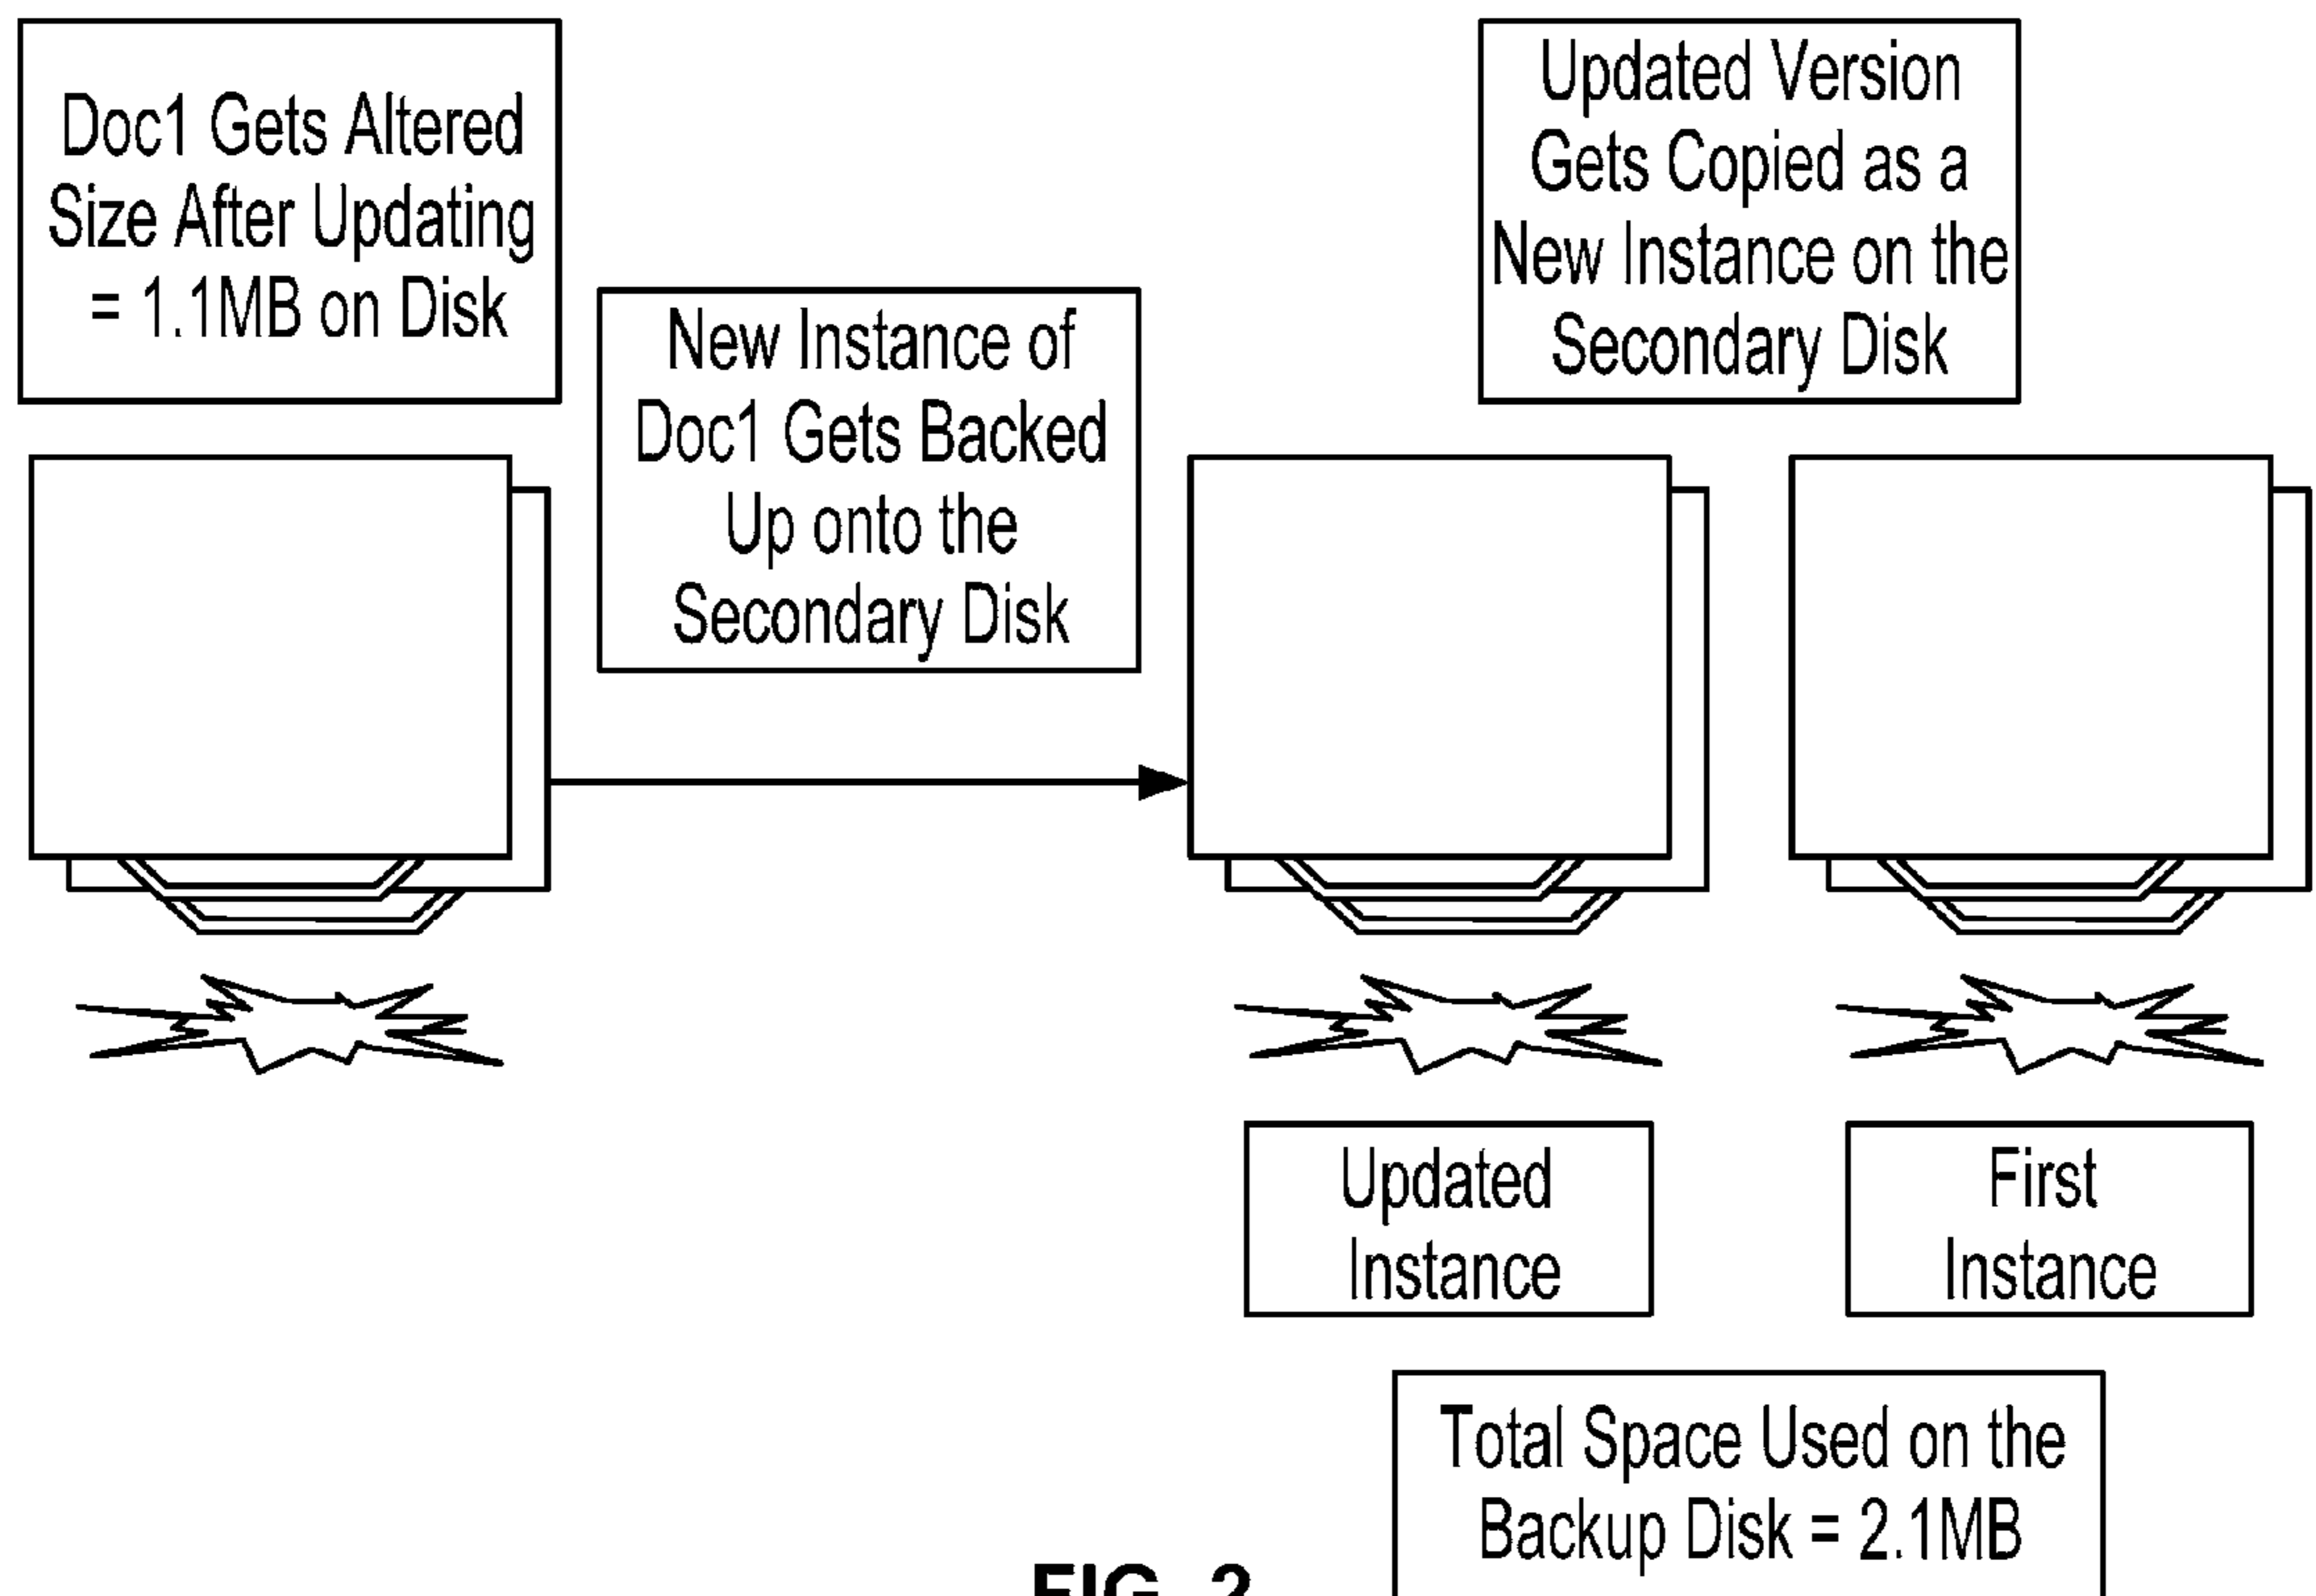 Doc1 Gets Altered
Size After Updating
= 1.1MB on Disk
New Instance of
Doc1 Gets Backed
Up onto the
Secondary Disk
Updated Version
Gets Copied as a
New Instance on the
Secondary Disk
Updated
Instance
First
Instance
Total Space Used on the
Backup Disk = 2.1MB
FIG. 2